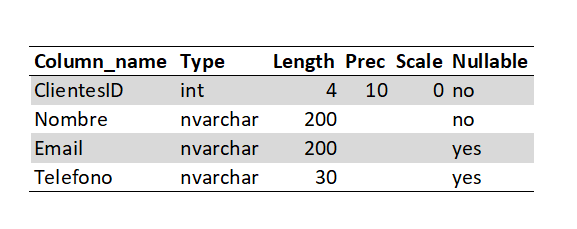 Column_name Type Length Prec Scale Nullable
ClientesID int 4 10 0 no
Nombre nvarchar 200 no
Email nvarchar 200 yes
Telefono nvarchar 30 yes